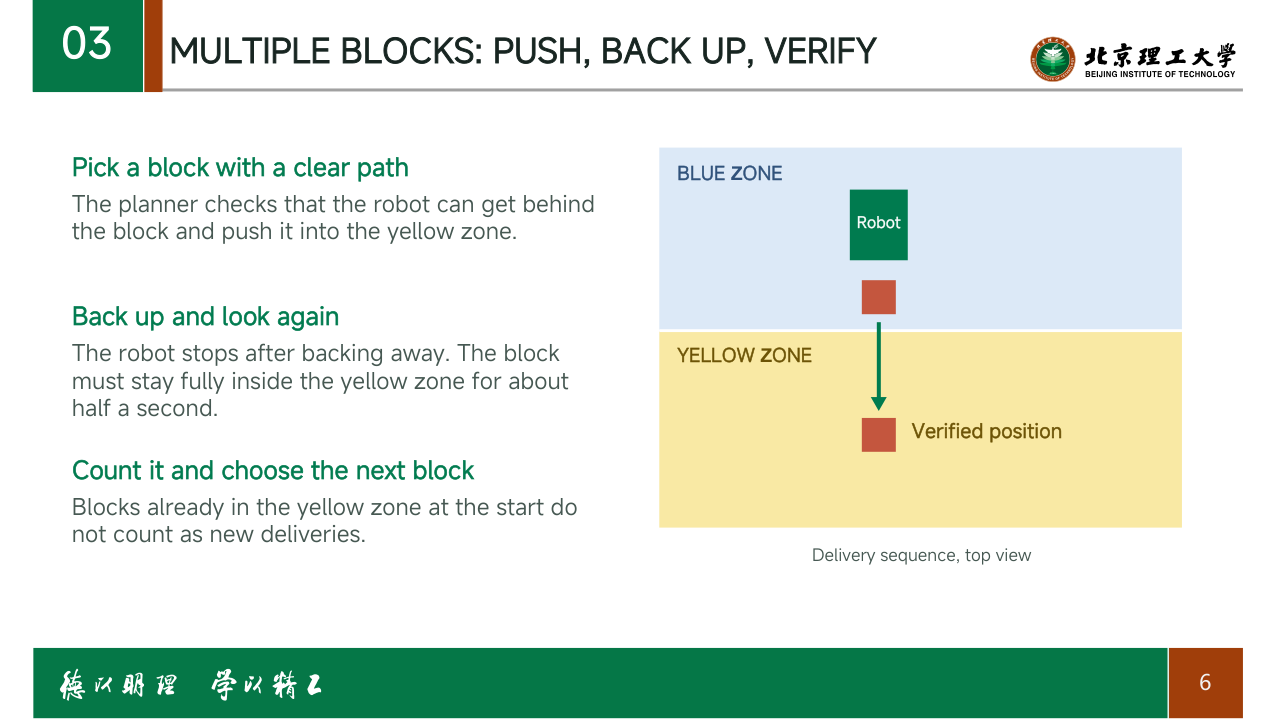 03
MULTIPLE BLOCKS: PUSH, BACK UP, VERIFY
北京理工大学
BEIJING INSTITUTE OF TECHNOLOGY
Pick a block with a clear path
The planner checks that the robot can get behind
the block and push it into the yellow zone.
Back up and look again
The robot stops after backing away. The block
must stay fully inside the yellow zone for about
half a second.
Count it and choose the next block
Blocks already in the yellow zone at the start do
not count as new deliveries.
BLUE ZONE
Robot
YELLOW ZONE
Verified position
Delivery sequence, top view
德以明理 学以精工
6